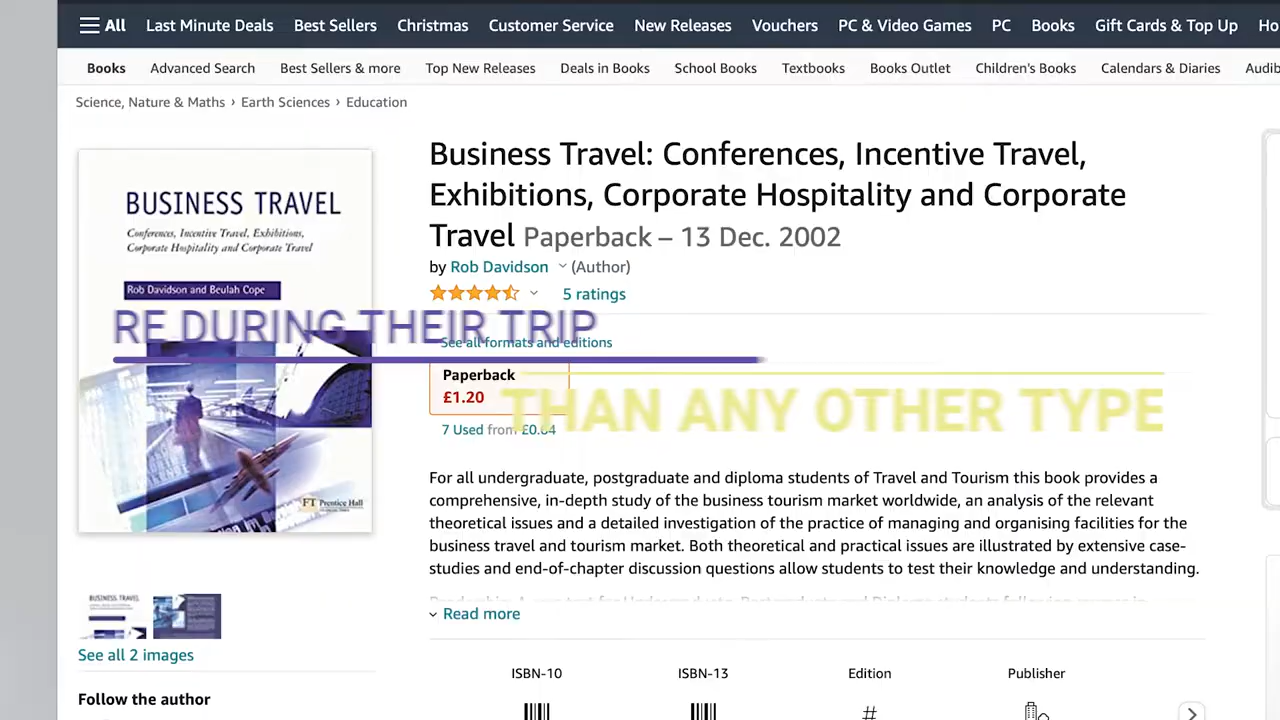 All Last Minute Deals Best Sellers Christmas Customer Service New Releases Vouchers PC & Video Games PC Books Gift Cards & Top Up Ho
Books Advanced Search Best Sellers & more Top New Releases Deals in Books School Books Textbooks Books Outlet Children's Books Calendars & Diaries Audib
Science, Nature & Maths › Earth Sciences › Education
BUSINESS TRAVEL
Conferences, Incentive Travel, Exhibitions,
Corporate Hospitality and Corporate Travel
Rob Davidson and Beulah Cope
FT Prentice Hall
Business Travel: Conferences, Incentive Travel,
Exhibitions, Corporate Hospitality and Corporate
Travel Paperback – 13 Dec. 2002
by Rob Davidson (Author)
5 ratings
RE DURING THEIR TRIP
See all formats and editions
Paperback
£1.20
THAN ANY OTHER TYPE
7 Used from £0.64
For all undergraduate, postgraduate and diploma students of Travel and Tourism this book provides a
comprehensive, in-depth study of the business tourism market worldwide, an analysis of the relevant
theoretical issues and a detailed investigation of the practice of managing and organising facilities for the
business travel and tourism market. Both theoretical and practical issues are illustrated by extensive case-
studies and end-of-chapter discussion questions allow students to test their knowledge and understanding.
Read more
BUSINESS TRAVEL
See all 2 images
Follow the author
ISBN-10 ISBN-13 Edition Publisher
#